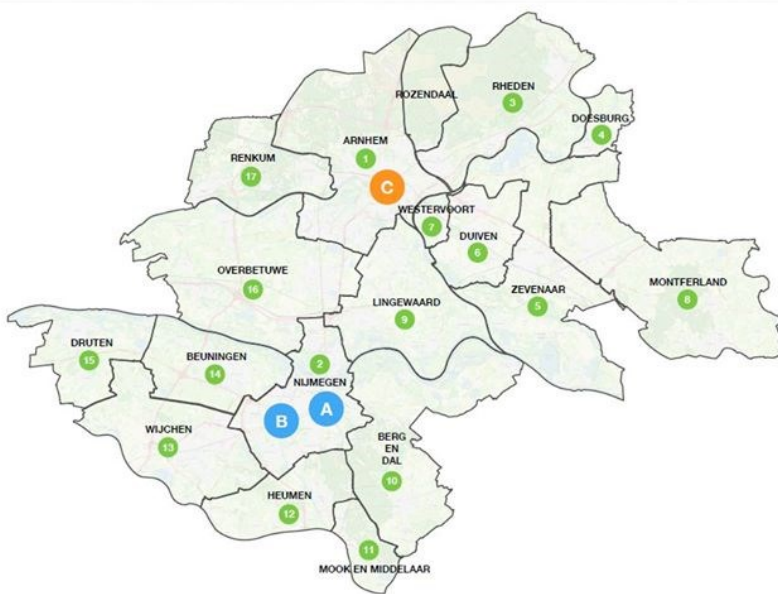 ROZENDAAL
RHEDEN
3
DOESBURG
4
ARNHEM
1
RENKUM
17
C
WESTERVOORT
7
DUIVEN
6
OVERBETUWE
16
ZEVENAAR
5
MONTFERLAND
8
LINGEWAARD
9
DRUTEN
15
BEUNINGEN
14
2
NIJMEGEN
A
B
WIJCHEN
13
BERG
EN
DAL
10
HEUMEN
12
11
MOOK EN MIDDELAAR